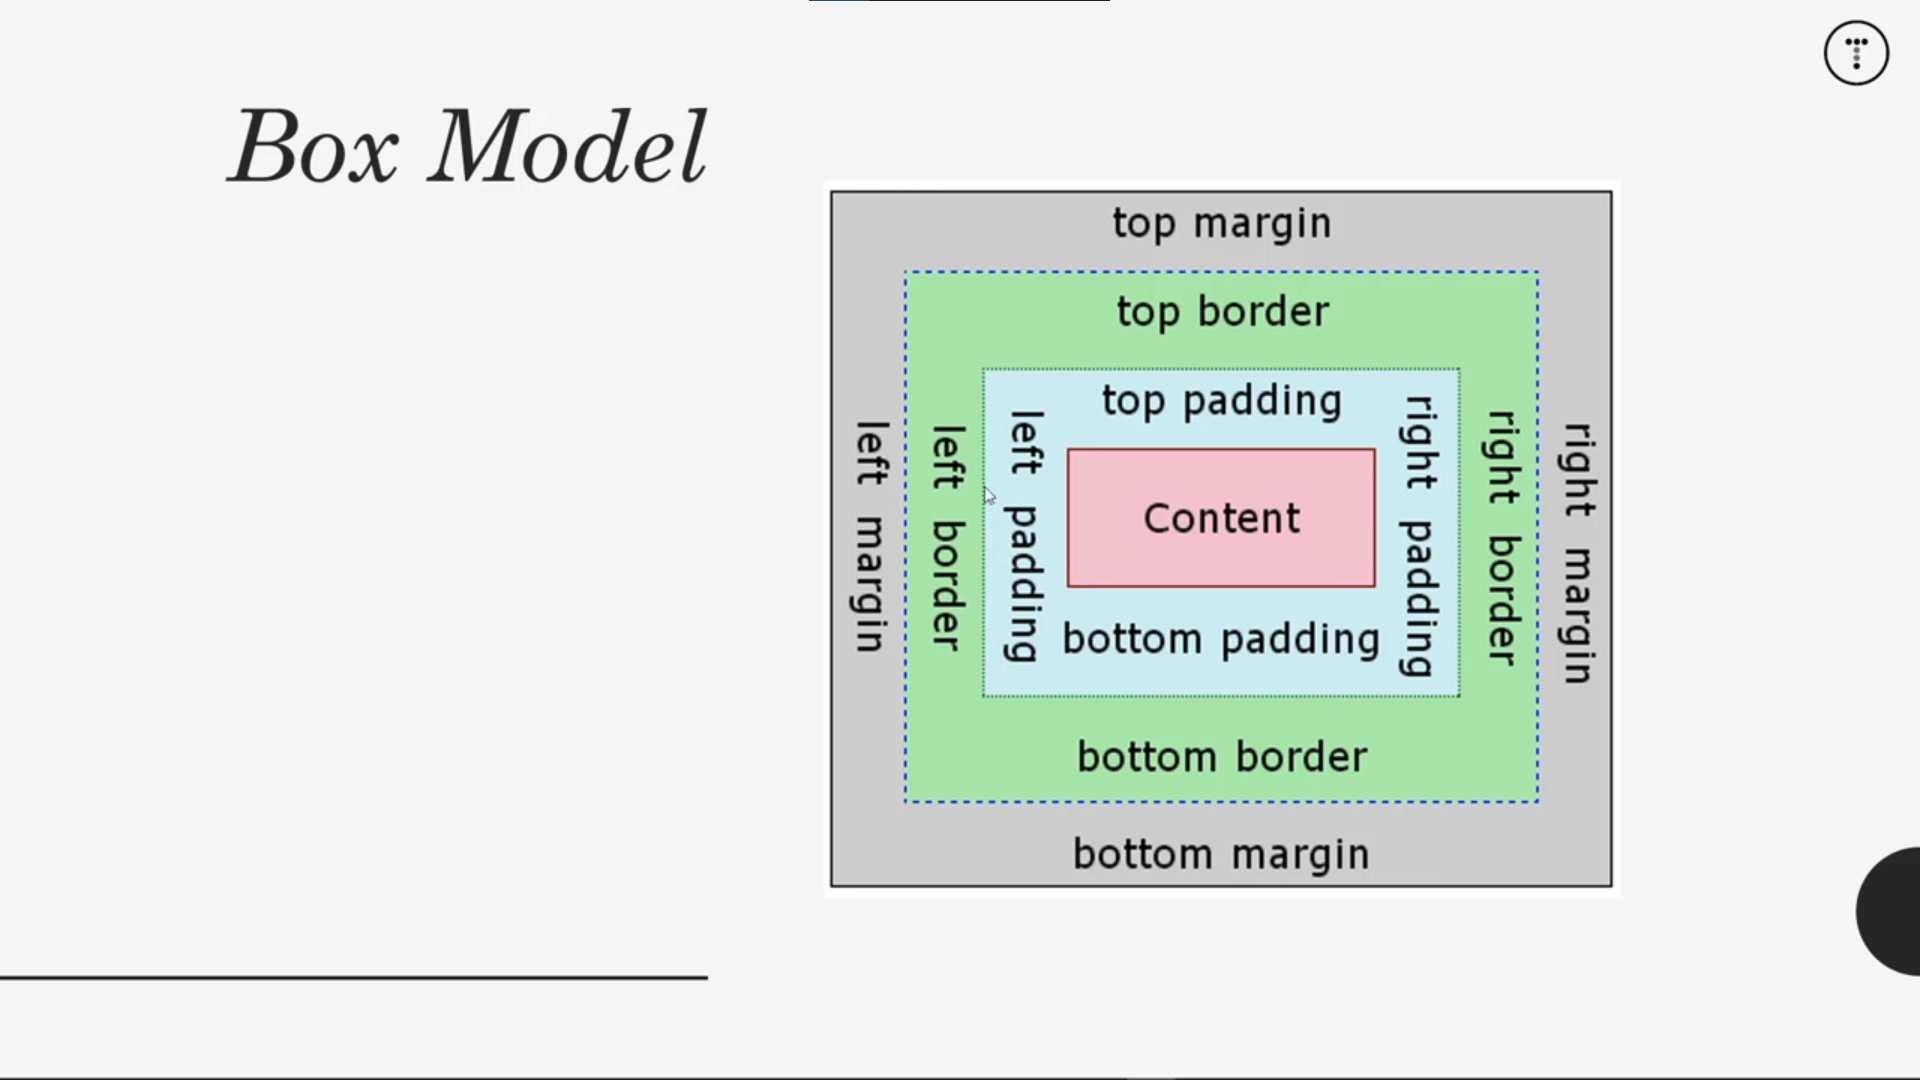 Box Model
top margin
top border
top padding
left margin
left border
left padding
Content
right padding
right border
right margin
bottom padding
bottom border
bottom margin